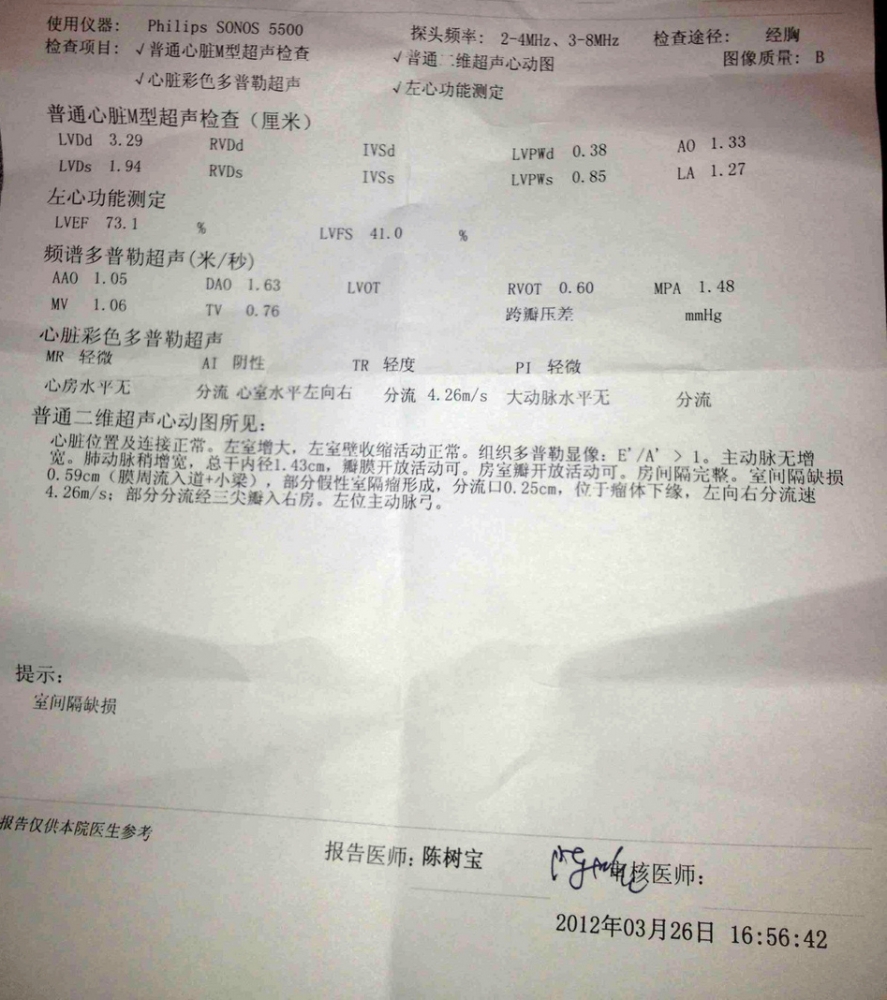 使用仪器: Philips SONOS 5500 探头频率: 2-4MHz、3-8MHz 检查途径: 经胸
检查项目: √普通心脏M型超声检查 √普通二维超声心动图 图像质量: B
√心脏彩色多普勒超声 √左心功能测定
普通心脏M型超声检查(厘米)
LVDd 3.29 RVDd IVSd LVPWd 0.38 AO 1.33
LVDs 1.94 RVDs IVSs LVPWs 0.85 LA 1.27
左心功能测定
LVEF 73.1 % LVFS 41.0 %
频谱多普勒超声(米/秒)
AAO 1.05 DAO 1.63 LVOT RVOT 0.60 MPA 1.48
MV 1.06 TV 0.76 跨瓣压差 mmHg
心脏彩色多普勒超声
MR 轻微 AI 阴性 TR 轻度 PI 轻微
心房水平无 分流 心室水平左向右 分流 4.26m/s 大动脉水平无 分流
普通二维超声心动图所见:
心脏位置及连接正常。左室增大，左室壁收缩活动正常。组织多普勒显像: E'/A' > 1。主动脉无增
宽。肺动脉稍增宽，总干内径1.43cm，瓣膜开放活动可。房室瓣开放活动可。房间隔完整。室间隔缺损
0.59cm（膜周流入道+小梁），部分假性室隔瘤形成，分流口0.25cm，位于瘤体下缘，左向右分流速
4.26m/s；部分分流经三尖瓣入右房。左位主动脉弓。
提示:
室间隔缺损
报告仅供本院医生参考
报告医师: 陈树宝 审核医师:
2012年03月26日 16:56:42